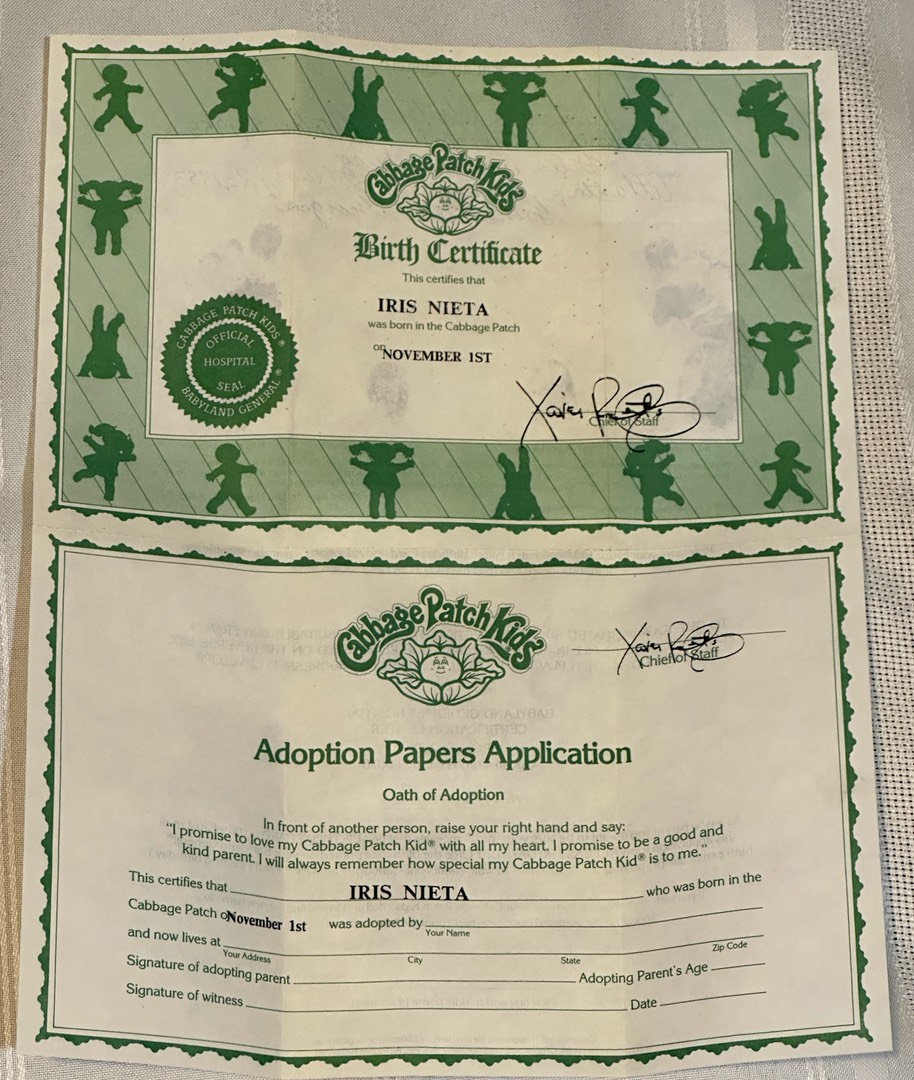 Cabbage Patch Kids
Birth Certificate
This certifies that
IRIS NIETA
was born in the Cabbage Patch
on NOVEMBER 1ST
CABBAGE PATCH KIDS®
OFFICIAL
HOSPITAL
SEAL
BABYLAND GENERAL®
Chief of Staff
Cabbage Patch Kids
Chief of Staff
Adoption Papers Application
Oath of Adoption
In front of another person, raise your right hand and say:
"I promise to love my Cabbage Patch Kid® with all my heart. I promise to be a good and
kind parent. I will always remember how special my Cabbage Patch Kid® is to me."
This certifies that IRIS NIETA who was born in the
Cabbage Patch on November 1st was adopted by
Your Name
and now lives at
Your Address City State Zip Code
Signature of adopting parent Adopting Parent's Age
Signature of witness Date